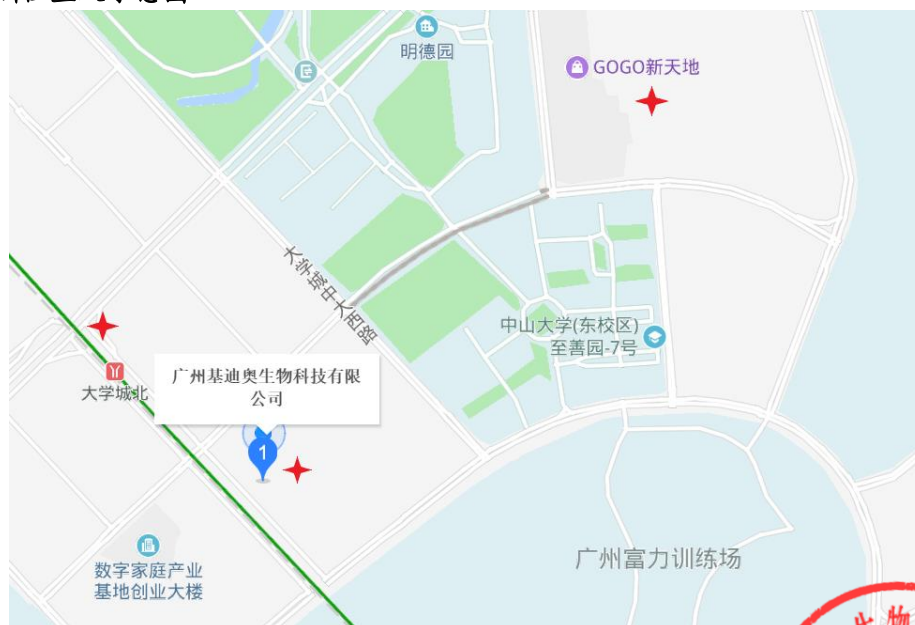 明德园
GOGO新天地
大学城中大西路
中山大学(东校区)
至善园-7号
大学城北
广州基迪奥生物科技有限
公司
1
广州富力训练场
数字家庭产业
基地创业大楼
生物